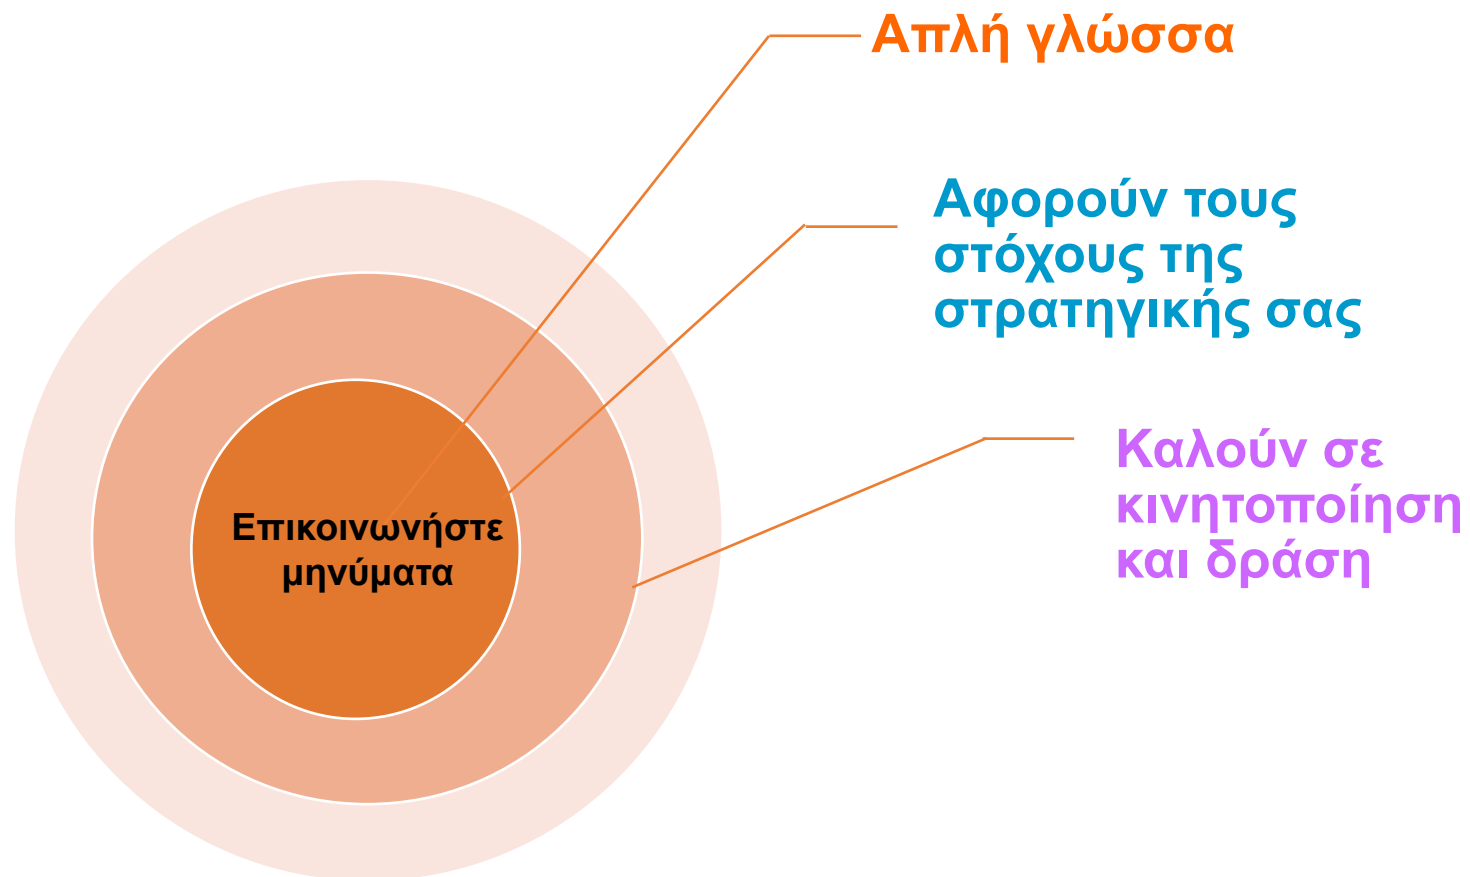 Απλή γλώσσα
Αφορούν τους
στόχους της
στρατηγικής σας
Καλούν σε
κινητοποίηση
και δράση
Επικοινωνήστε
μηνύματα